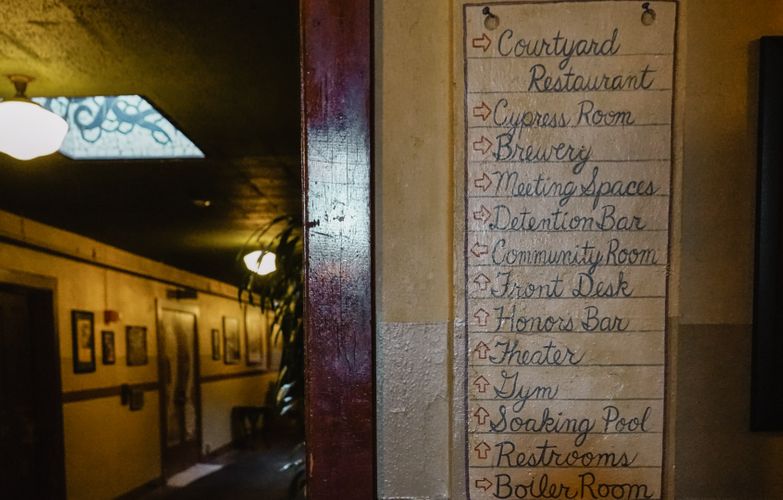 ⇨ Courtyard
Restaurant
⇨ Cypress Room
⇨ Brewery
⇨ Meeting Spaces
⇨ Detention Bar
⇦ Community Room
⇧ Front Desk
⇧ Honors Bar
⇧ Theater
⇧ Gym
⇧ Soaking Pool
⇧ Restrooms
⇨ Boiler Room